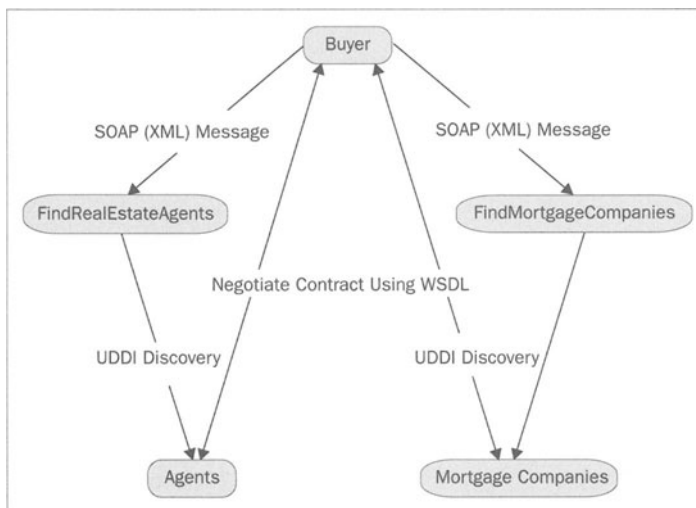 Buyer
SOAP (XML) Message
SOAP (XML) Message
FindRealEstateAgents
FindMortgageCompanies
Negotiate Contract Using WSDL
UDDI Discovery
UDDI Discovery
Agents
Mortgage Companies